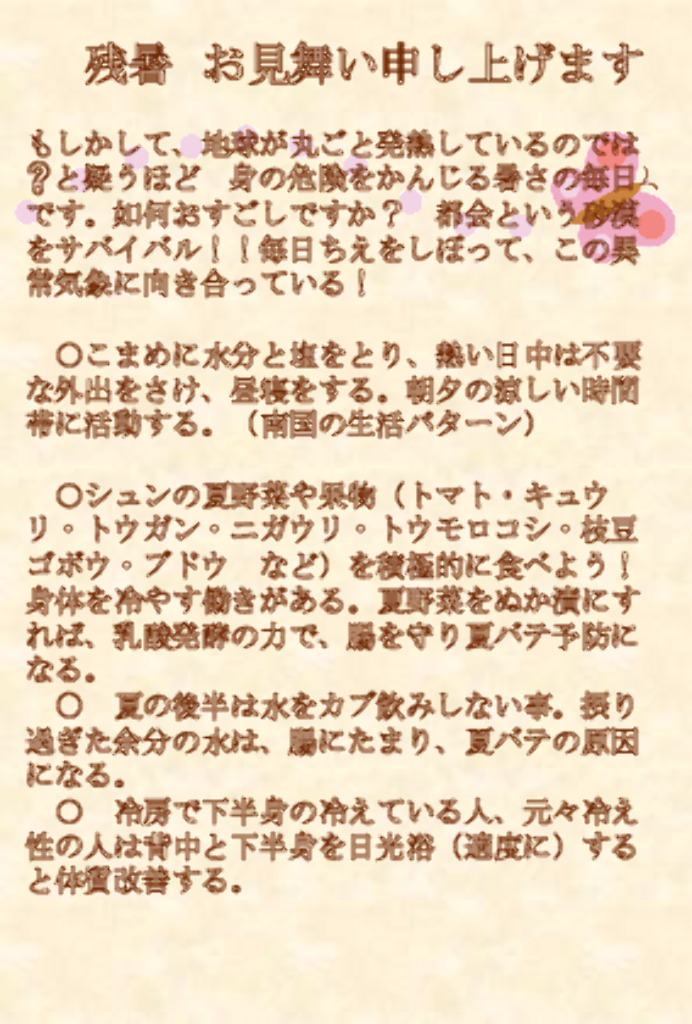 残暑　お見舞い申し上げます
もしかして、地球が丸ごと発熱しているのでは
？と疑うほど　身の危険をかんじる暑さの毎日
です。如何おすごしですか？　都会という砂漠
をサバイバル！！毎日ちえをしぼって、この異
常気象に向き合っている！
　〇こまめに水分と塩をとり、熱い日中は不要
な外出をさけ、昼寝をする。朝夕の涼しい時間
帯に活動する。（南国の生活パターン）
　〇シュンの夏野菜や果物（トマト・キュウ
リ・トウガン・ニガウリ・トウモロコシ・枝豆
ゴボウ・ブドウ　など）を積極的に食べよう！
身体を冷やす働きがある。夏野菜をぬか漬にす
れば、乳酸発酵の力で、腸を守り夏バテ予防に
なる。
　〇　夏の後半は水をカブ飲みしない事。摂り
過ぎた余分の水は、腸にたまり、夏バテの原因
になる。
　〇　冷房で下半身の冷えている人、元々冷え
性の人は背中と下半身を日光浴（適度に）する
と体質改善する。